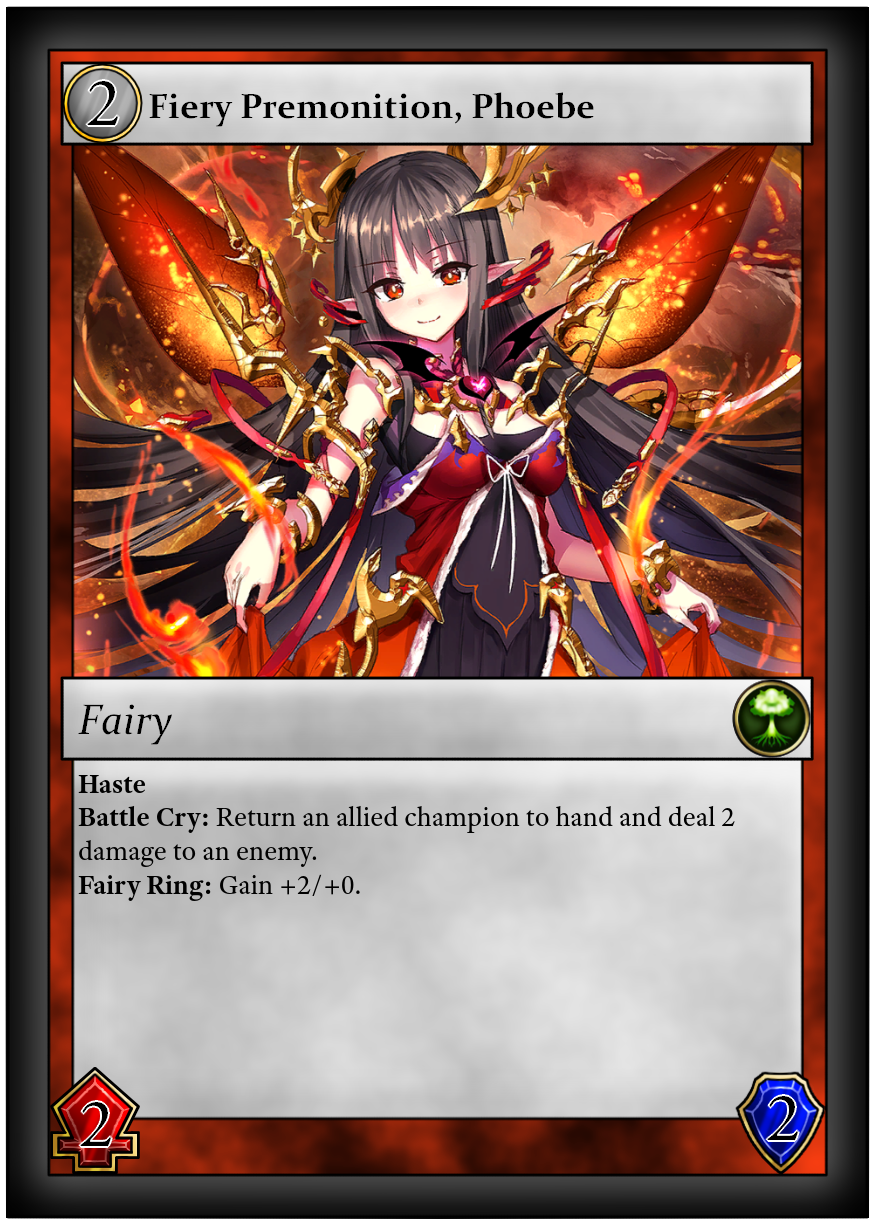 2 Fiery Premonition, Phoebe
Fairy
Haste
Battle Cry: Return an allied champion to hand and deal 2
damage to an enemy.
Fairy Ring: Gain +2/+0.
2 2